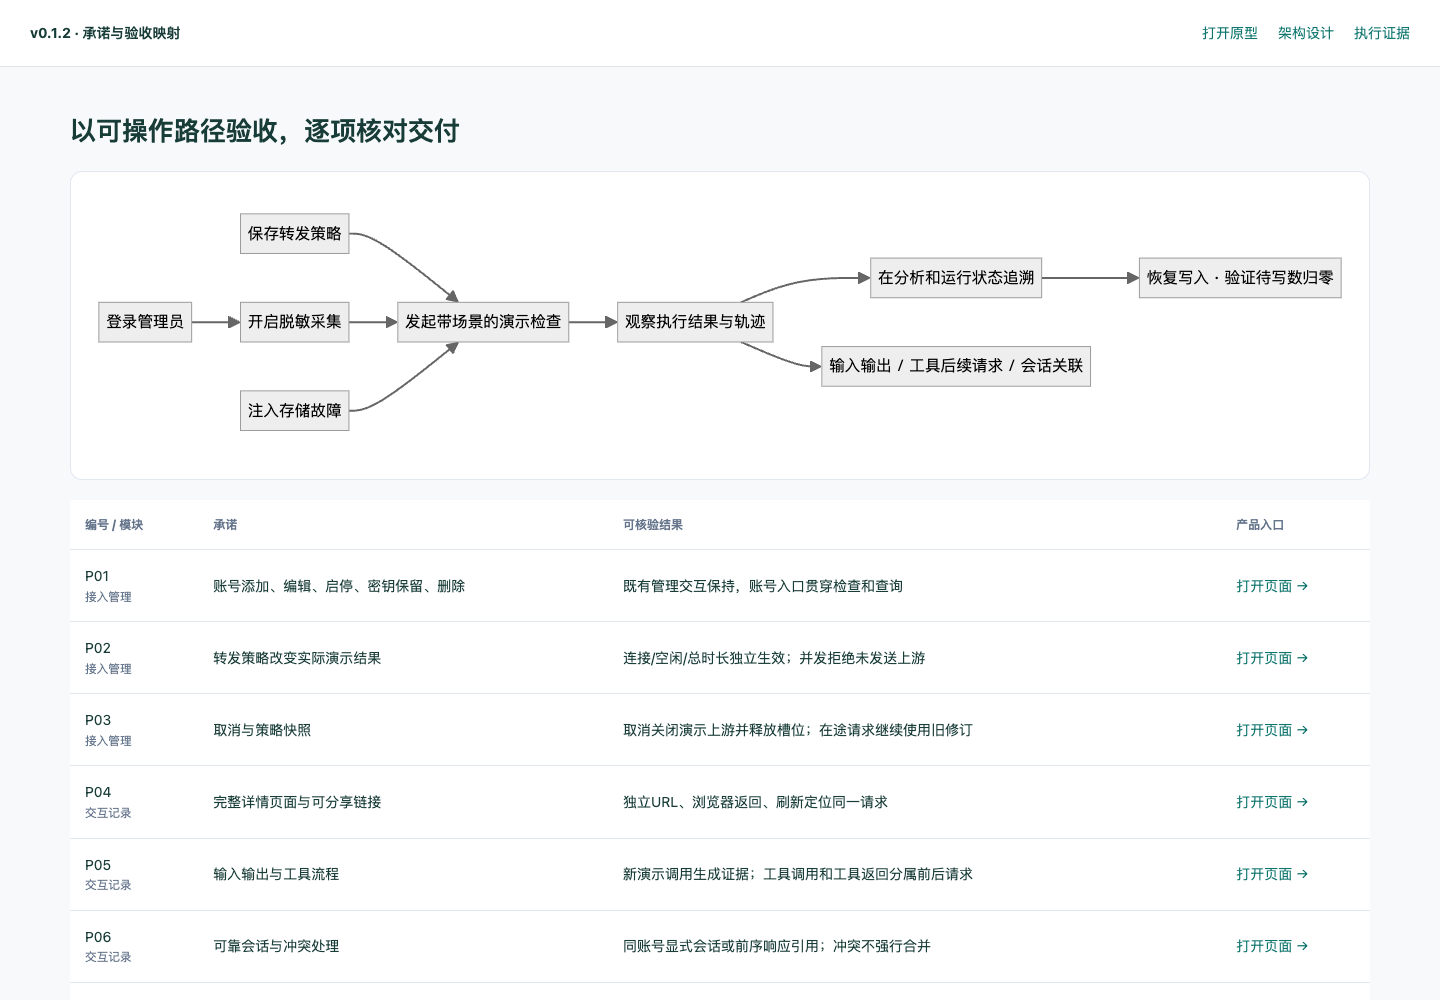 v0.1.2 · 承诺与验收映射
打开原型 架构设计 执行证据
以可操作路径验收，逐项核对交付
保存转发策略
登录管理员
开启脱敏采集
注入存储故障
发起带场景的演示检查
观察执行结果与轨迹
在分析和运行状态追溯
恢复写入 · 验证待写数归零
输入输出 / 工具后续请求 / 会话关联
编号 / 模块 承诺 可核验结果 产品入口
P01
接入管理
账号添加、编辑、启停、密钥保留、删除
既有管理交互保持，账号入口贯穿检查和查询
打开页面 →
P02
接入管理
转发策略改变实际演示结果
连接/空闲/总时长独立生效；并发拒绝未发送上游
打开页面 →
P03
接入管理
取消与策略快照
取消关闭演示上游并释放槽位；在途请求继续使用旧修订
打开页面 →
P04
交互记录
完整详情页面与可分享链接
独立URL、浏览器返回、刷新定位同一请求
打开页面 →
P05
交互记录
输入输出与工具流程
新演示调用生成证据；工具调用和工具返回分属前后请求
打开页面 →
P06
交互记录
可靠会话与冲突处理
同账号显式会话或前序响应引用；冲突不强行合并
打开页面 →